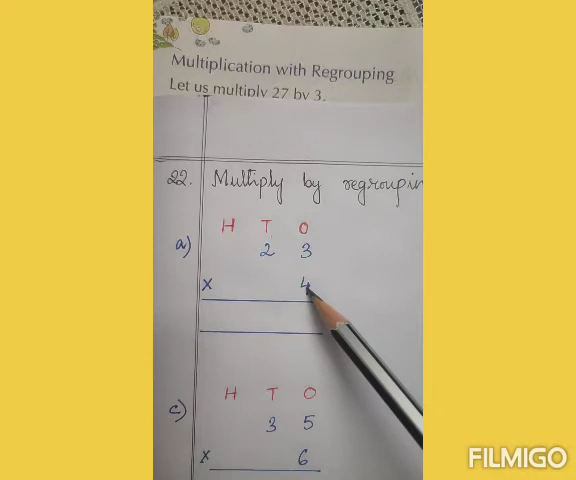 Multiplication with Regrouping
Let us multiply 27 by 3.
22. Multiply by regroupin
H T O
a) 2 3
x 4
H T O
c) 3 5
x 6
FILMIGO